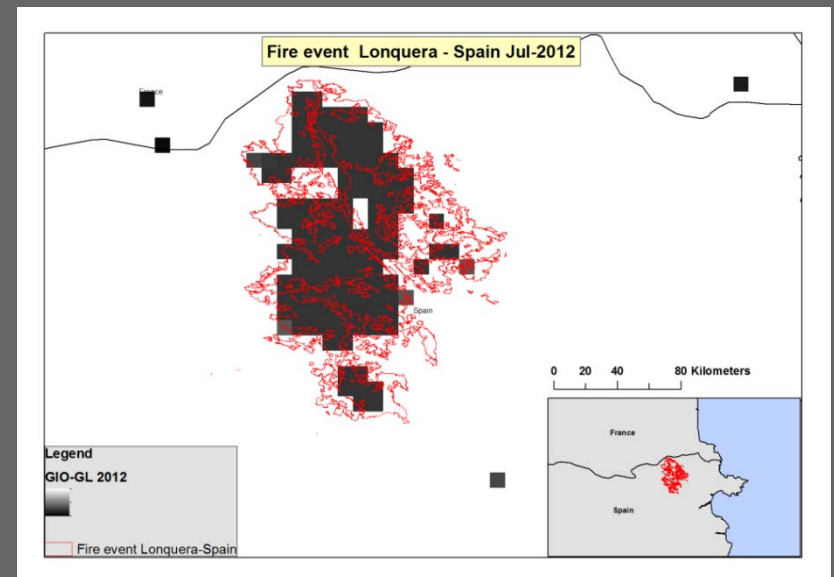 Fire event Lonquera - Spain Jul-2012
France
Spain
0 20 40 80 Kilometers
Legend
GIO-GL 2012
Fire event Lonquera-Spain
France
Spain